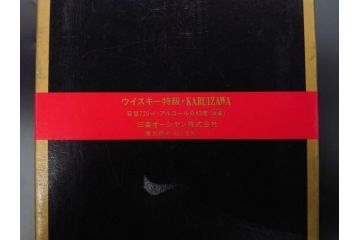 ウイスキー特級・KARUIZAWA
容量720ml・アルコール分43度
三楽オーシャン株式会社